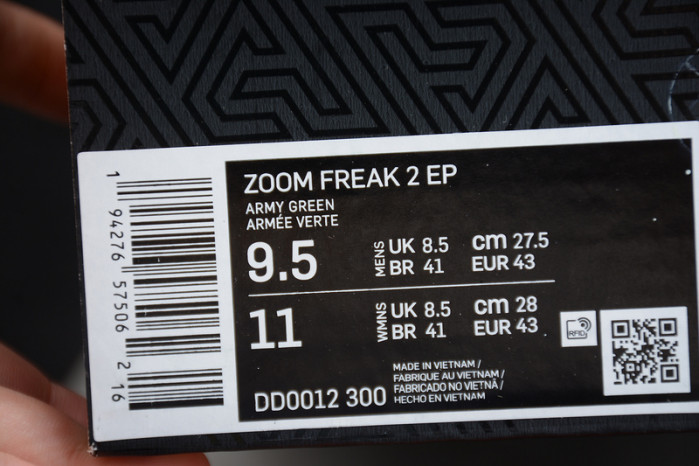 ZOOM FREAK 2 EP
ARMY GREEN
ARMÉE VERTE
9.5 MENS UK 8.5 cm 27.5
BR 41 EUR 43
11 WMNS UK 8.5 cm 28
BR 41 EUR 43
RFID
MADE IN VIETNAM /
FABRIQUE AU VIETNAM /
FABRICADO NO VIETNÃ /
HECHO EN VIETNAM
DD0012 300
1 94276 57506 2 16